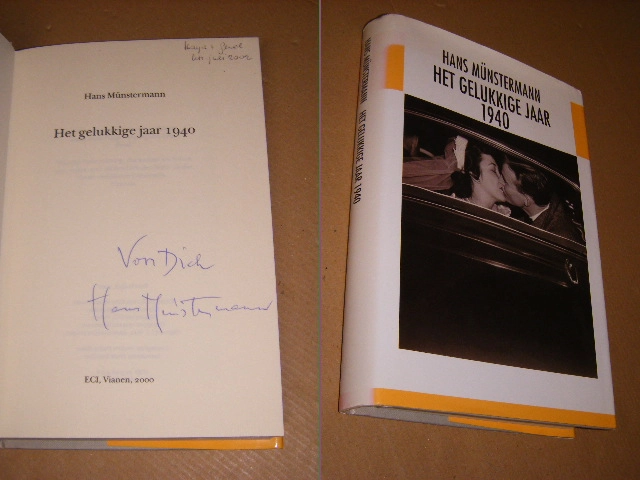 Hans Münstermann
Het gelukkige jaar 1940
Von Dich
Hans Münstermann
ECI, Vianen, 2000
HANS MÜNSTERMANN HET GELUKKIGE JAAR 1940
HANS MÜNSTERMANN
HET GELUKKIGE JAAR
1940